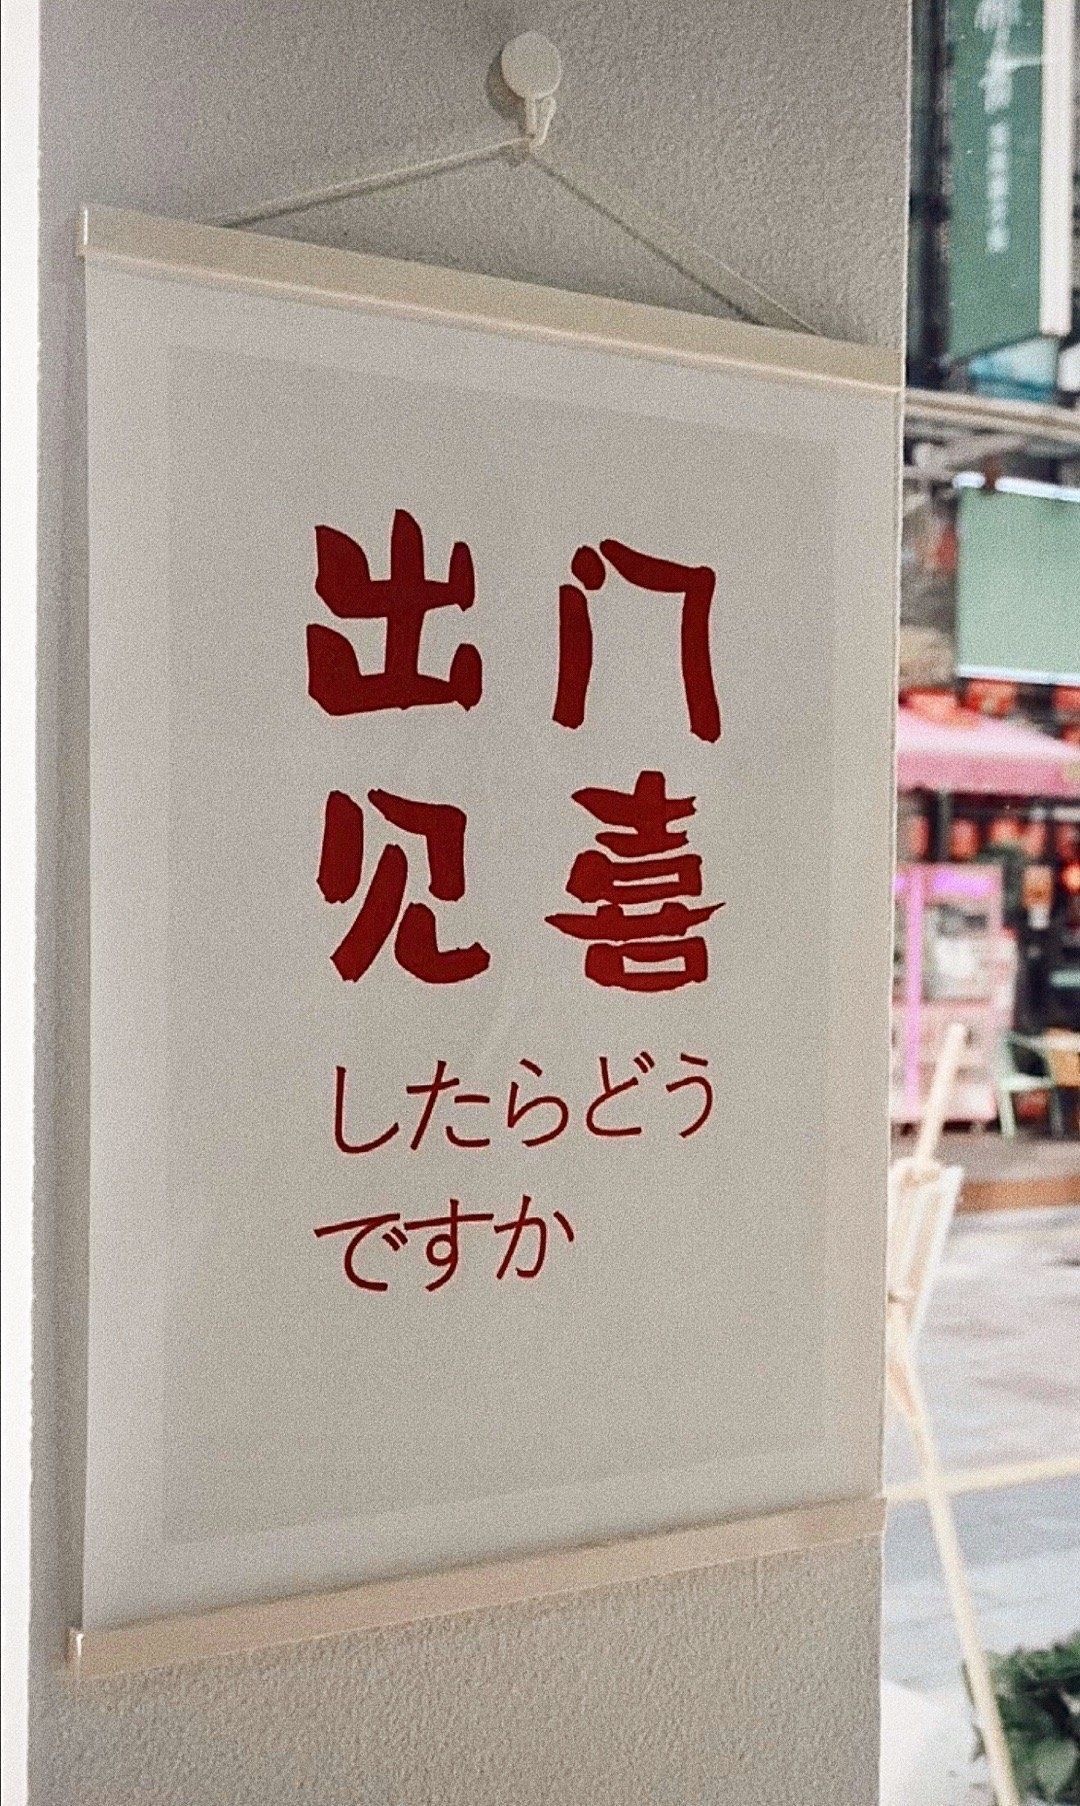 出门
见喜
したらどう
ですか